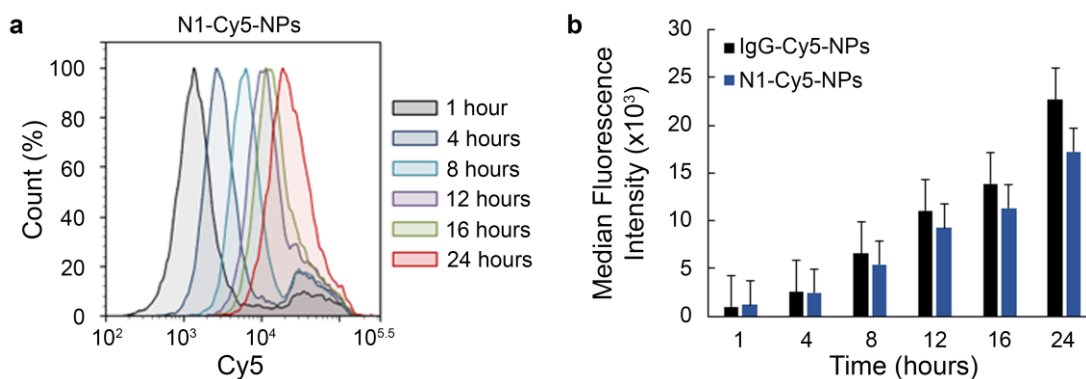 a
N1-Cy5-NPs
Count (%)
100
80
60
40
20
0
10²
10³
10⁴
10⁵·⁵
Cy5
1 hour
4 hours
8 hours
12 hours
16 hours
24 hours
b
Median Fluorescence
Intensity (x10³)
30
25
20
15
10
5
0
IgG-Cy5-NPs
N1-Cy5-NPs
1 4 8 12 16 24
Time (hours)